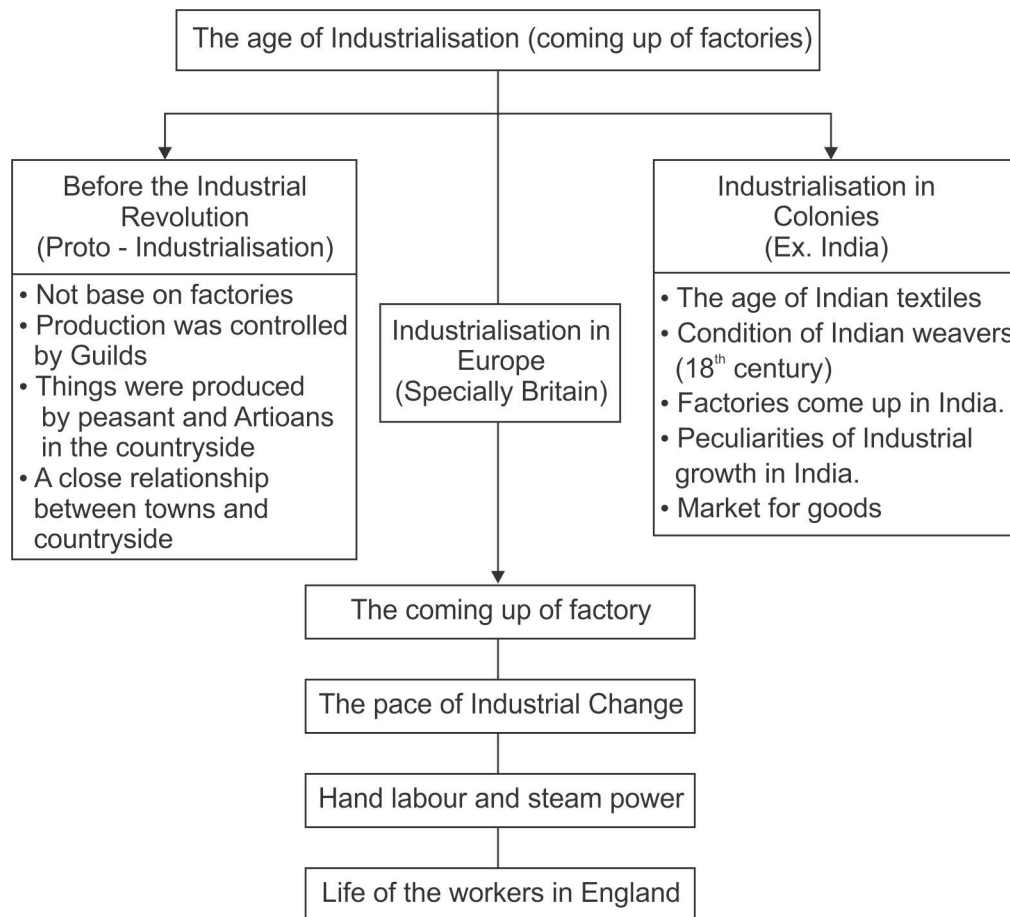 The age of Industrialisation (coming up of factories)
Before the Industrial
Revolution
(Proto - Industrialisation)
• Not base on factories
• Production was controlled
by Guilds
• Things were produced
by peasant and Artioans
in the countryside
• A close relationship
between towns and
countryside
Industrialisation in
Europe
(Specially Britain)
Industrialisation in
Colonies
(Ex. India)
• The age of Indian textiles
• Condition of Indian weavers
(18th century)
• Factories come up in India.
• Peculiarities of Industrial
growth in India.
• Market for goods
The coming up of factory
The pace of Industrial Change
Hand labour and steam power
Life of the workers in England